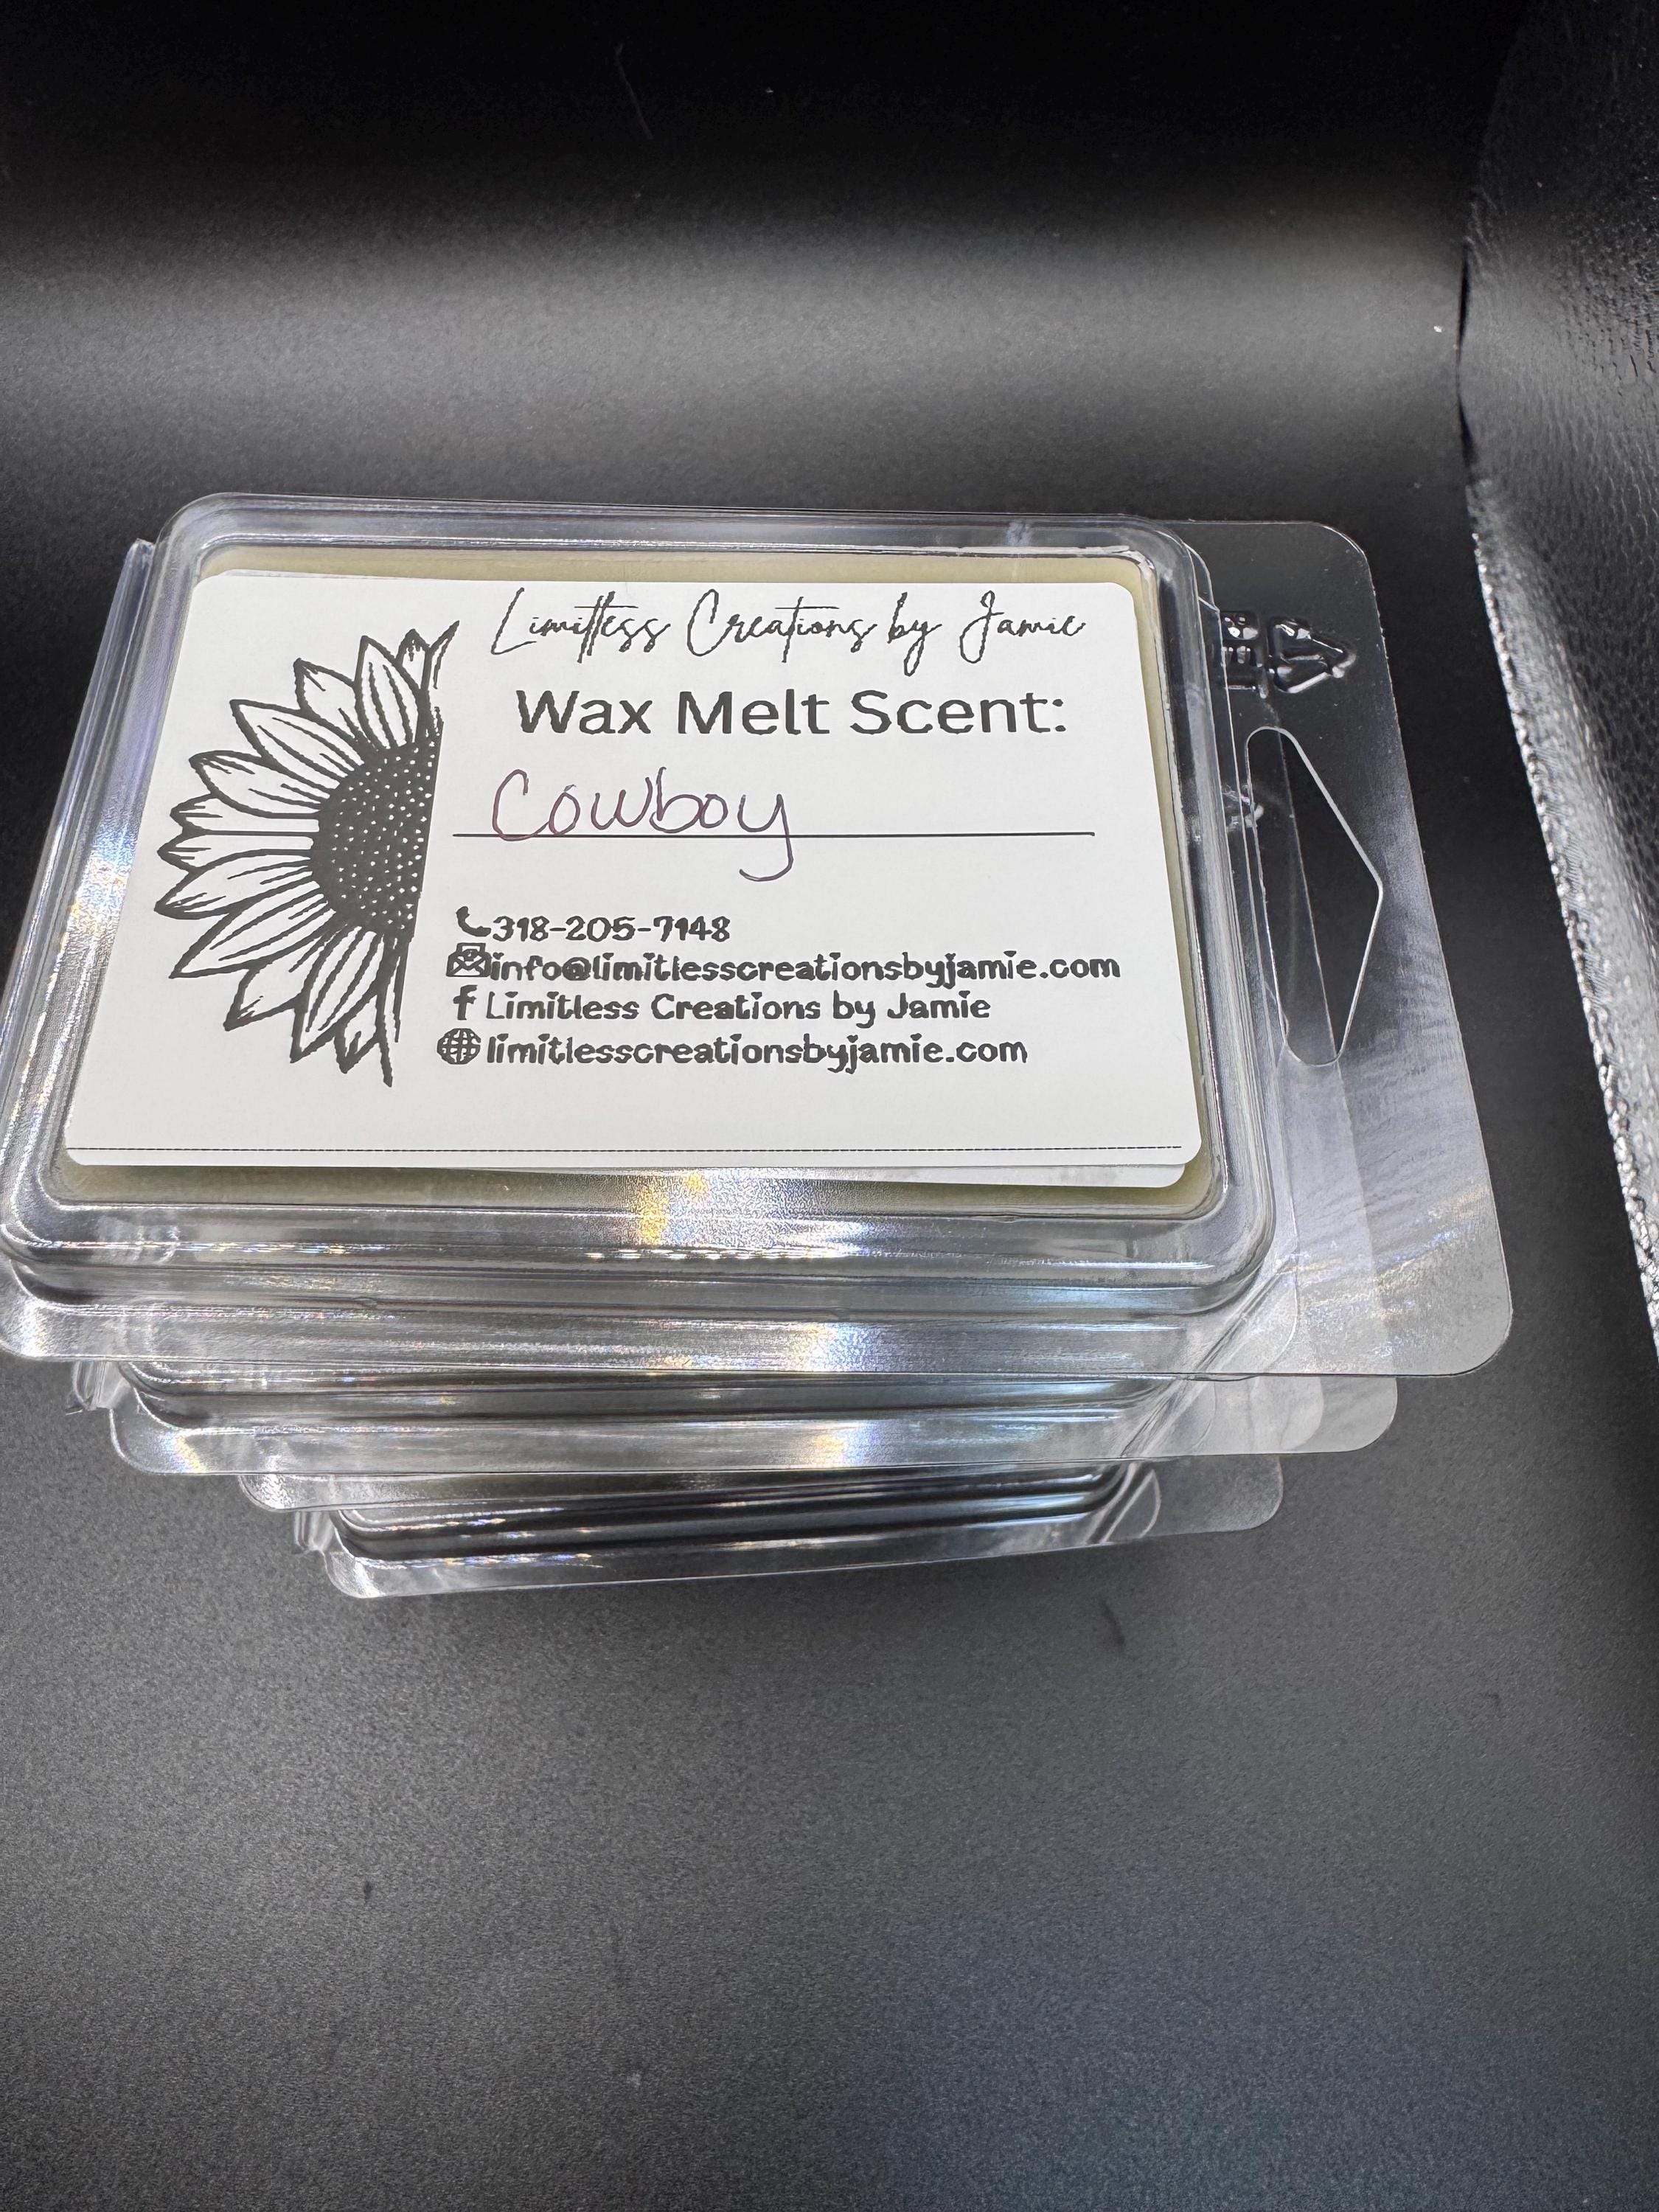 Limitless Creations by Jamie
Wax Melt Scent:
Cowboy
318-205-7148
info@limitlesscreationsbyjamie.com
f Limitless Creations by Jamie
limitlesscreationsbyjamie.com